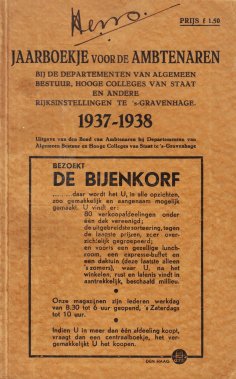 Herro.
PRIJS f 1.50
JAARBOEKJE VOOR DE AMBTENAREN
BIJ DE DEPARTEMENTEN VAN ALGEMEEN
BESTUUR, HOOGE COLLEGES VAN STAAT
EN ANDERE
RIJKSINSTELLINGEN TE 's-GRAVENHAGE.
1937-1938
Uitgave van den Bond van Ambtenaren bij Departementen van
Algemeen Bestuur en Hooge Colleges van Staat te 's-Gravenhage
BEZOEKT
DE BIJENKORF
........ daar wordt het U, in alle opzichten,
zoo gemakkelijk en aangenaam mogelijk
gemaakt. U vindt er:
80 verkoopafdeelingen onder
één dak vereenigd;
de uitgebreidste sorteering, tegen
de laagste prijzen, zeer over-
zichtelijk gegroepeerd;
en voorts een gezellige lunch-
room, een expresse-buffet en
een daktuin (deze laatste alleen
's zomers), waar U, na het
winkelen, rust en lafenis vindt in
aantrekkelijk, beschaafd milieu.
Onze magazijnen zijn iederen werkdag
van 8.30 tot 6 uur geopend, 's Zaterdags
tot 10 uur.
Indien U in meer dan één afdeeling koopt,
vraagt dan een centraalboekje, het ver-
gemakkelijkt U het koopen.
DEN HAAG